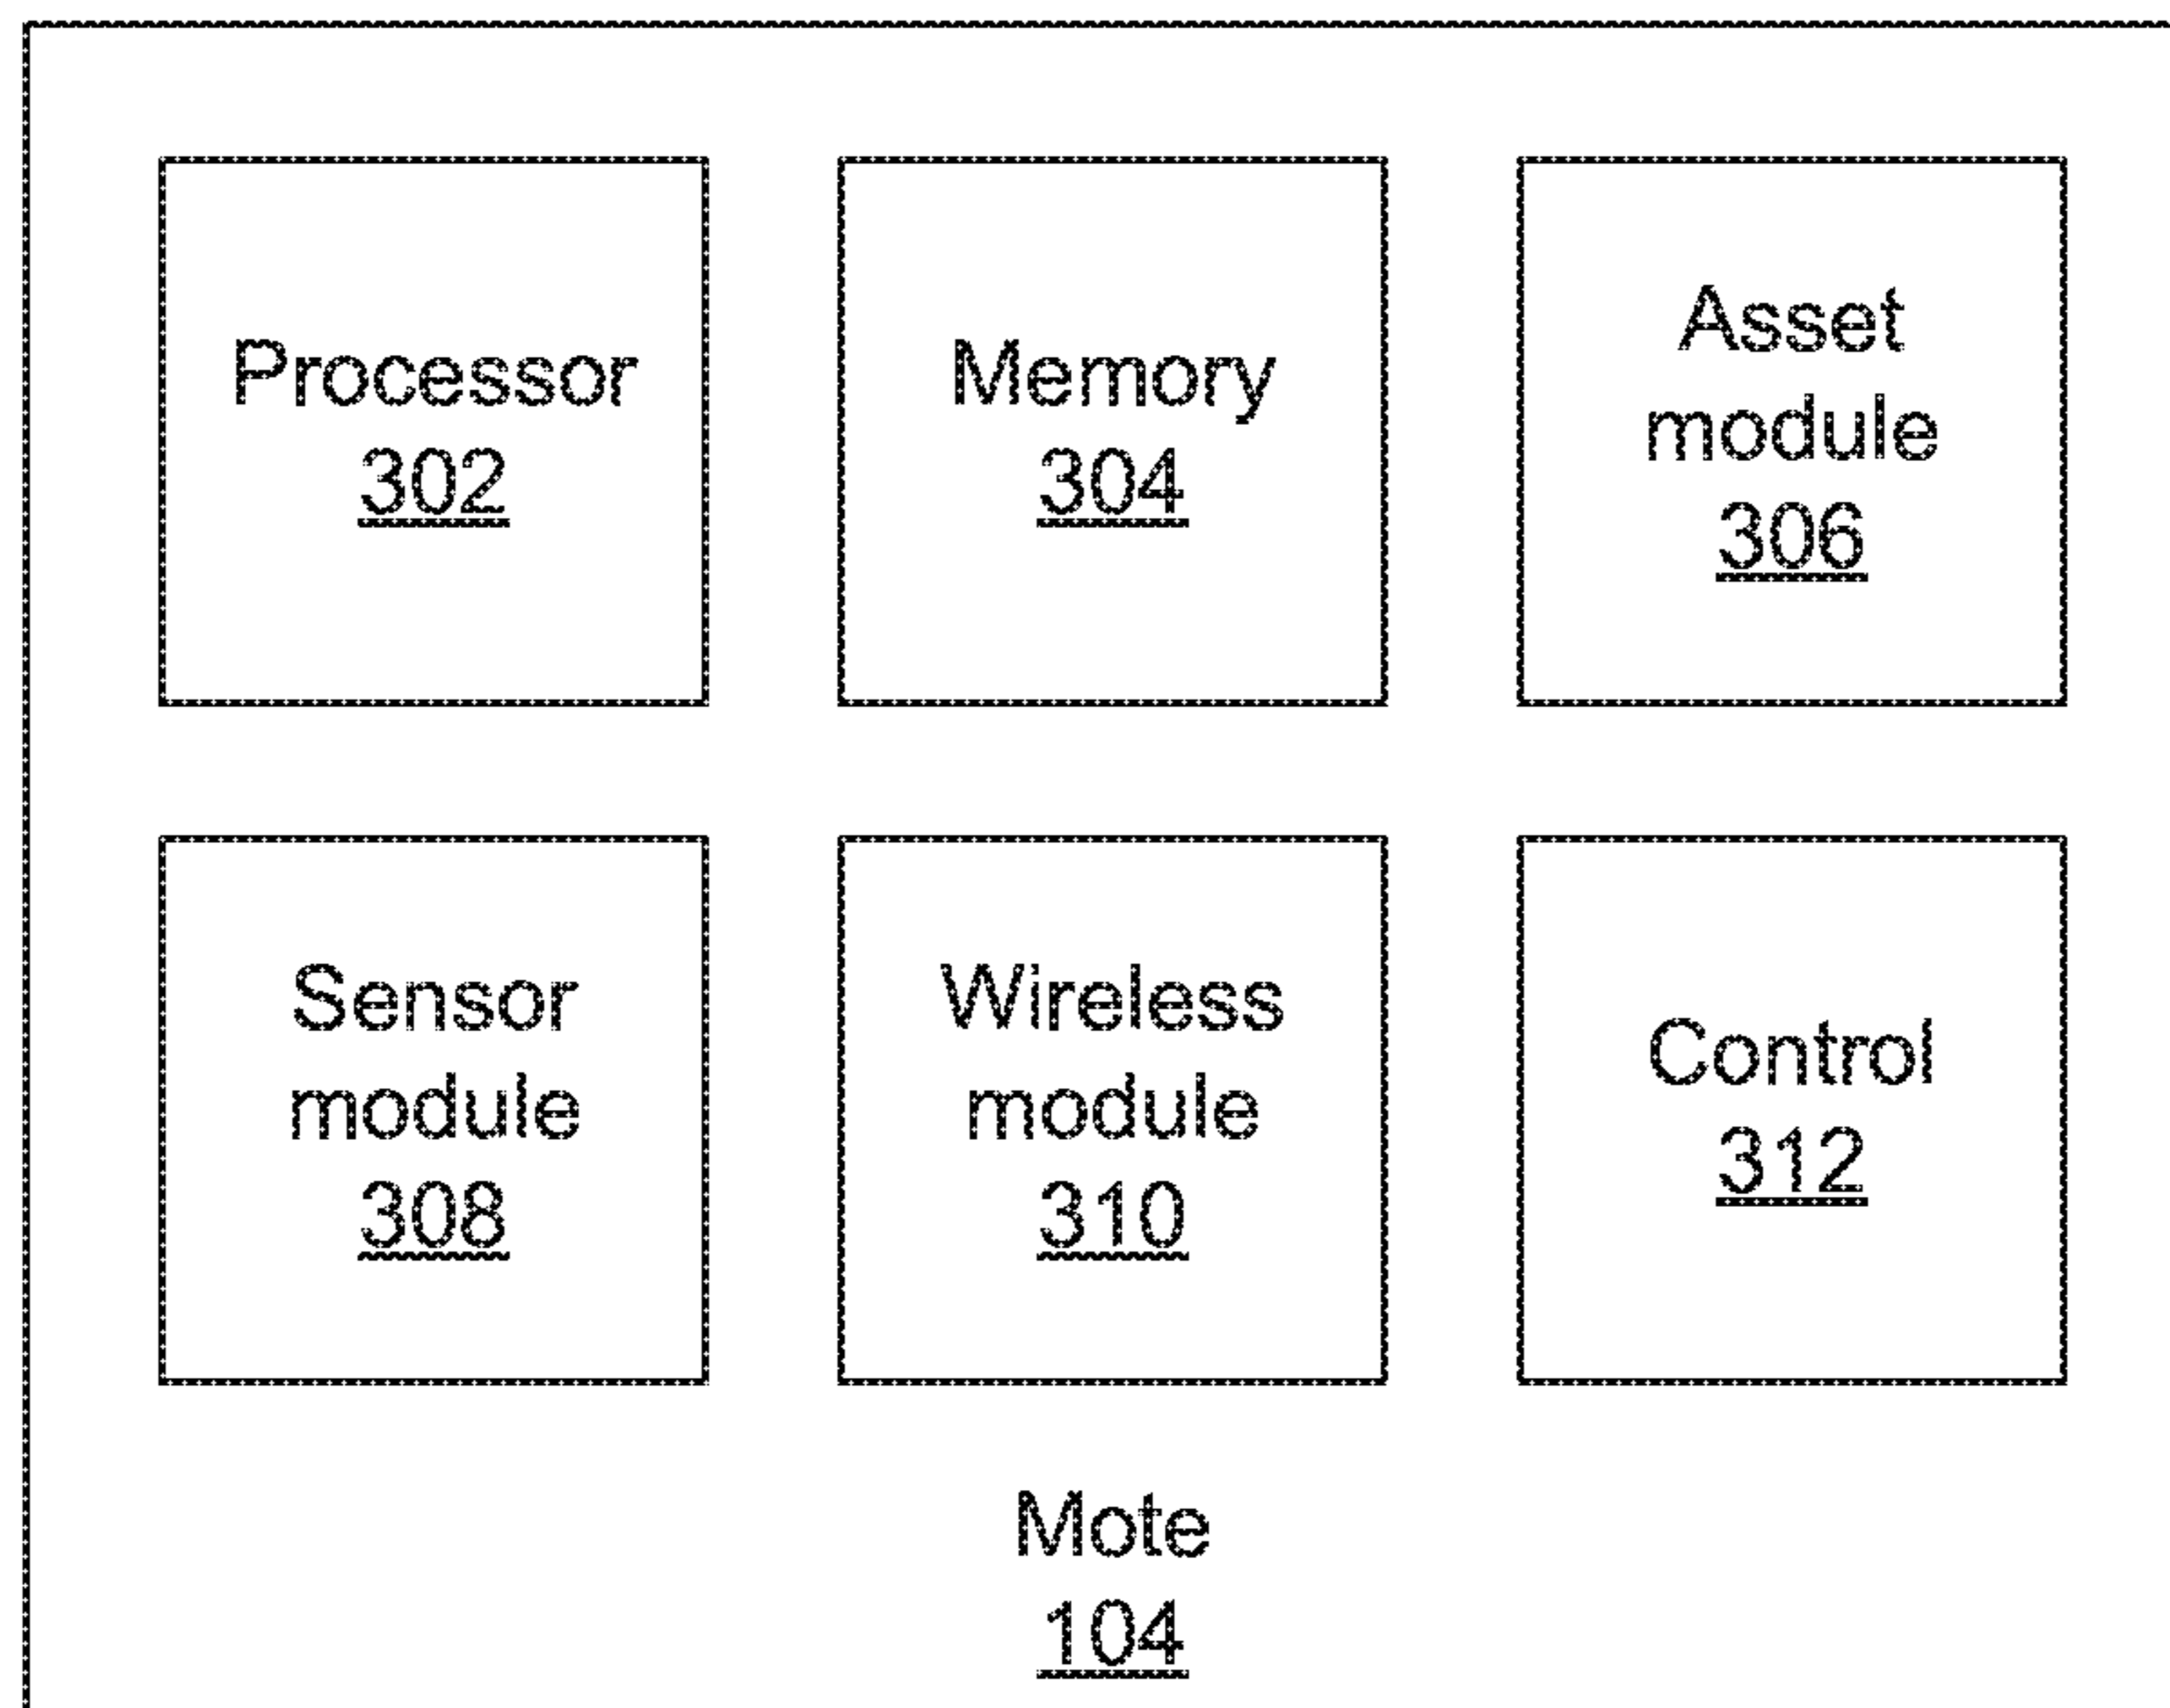 Processor
302
Memory
304
Asset
module
306
Sensor
module
308
Wireless
module
310
Control
312
Mote
104